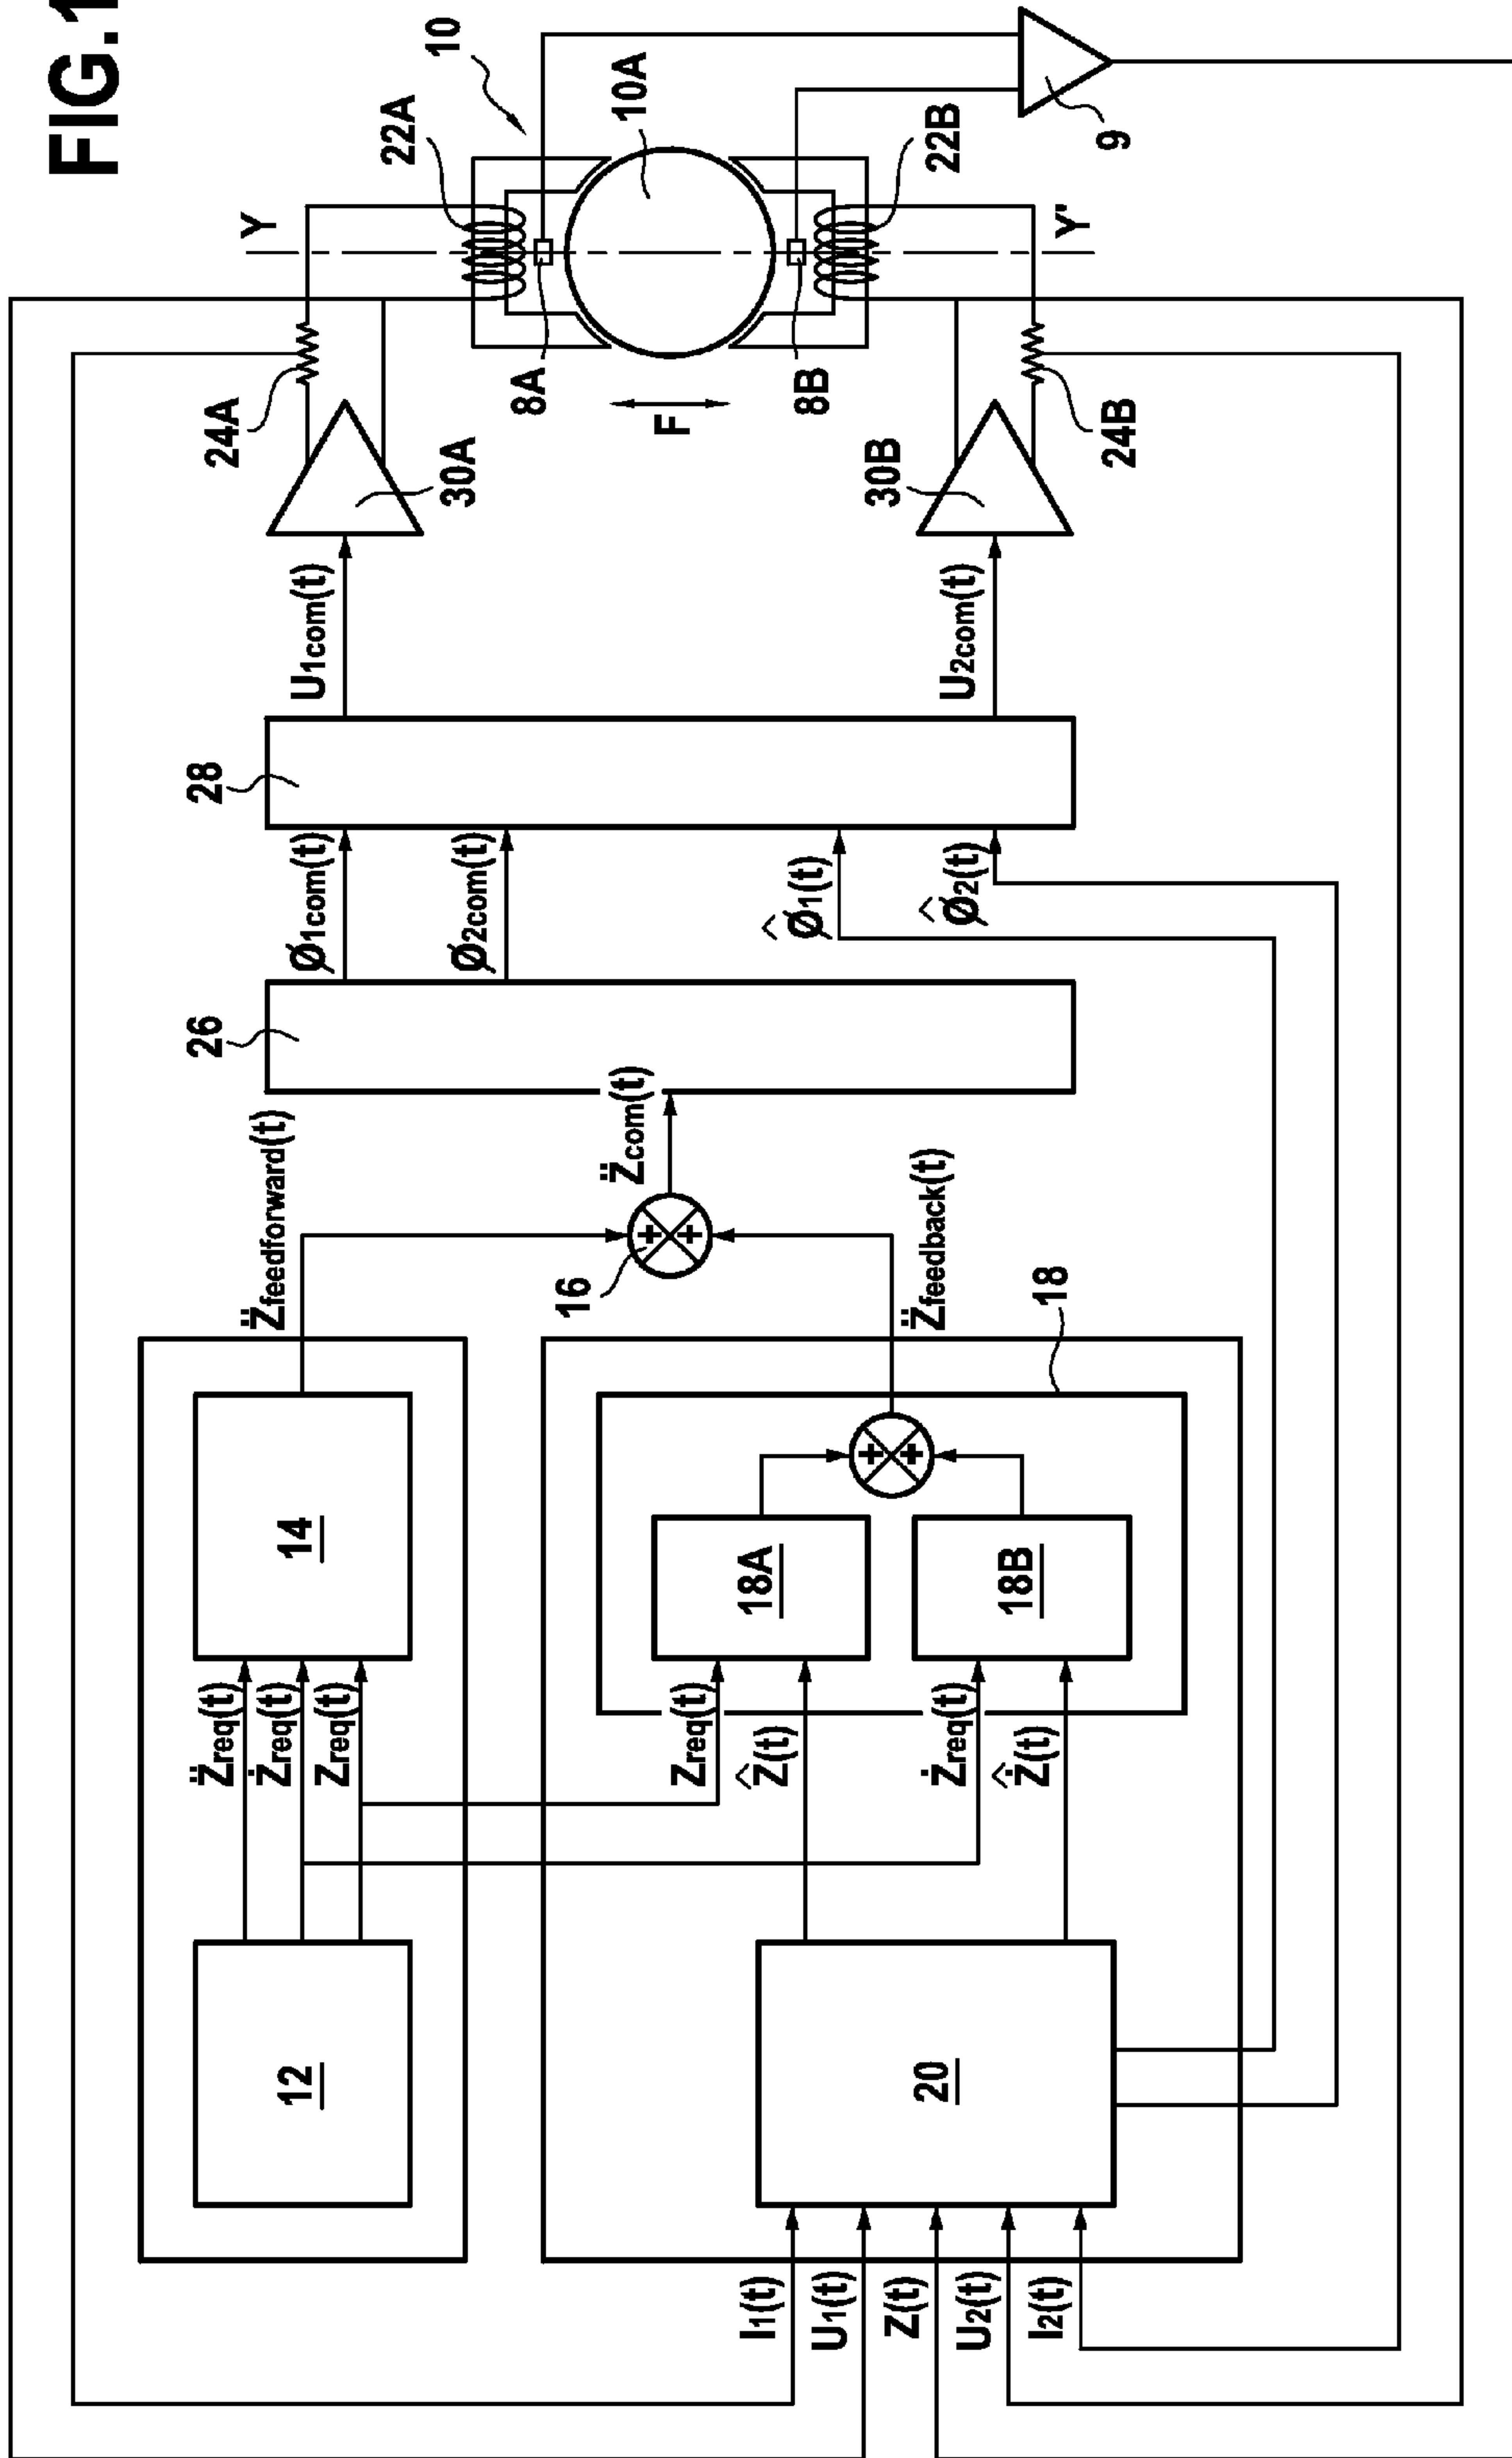 FIG.1
12
Z̈req(t)
Żreq(t)
Zreq(t)
14
Z̈feedforward(t)
16
Z̈com(t)
26
Ø1com(t)
Ø2com(t)
28
U1com(t)
U2com(t)
I1(t)
U1(t)
Z(t)
U2(t)
I2(t)
20
Zreq(t)
Ẑ(t)
Żreq(t)
Ż̂(t)
18A
18B
18
Z̈feedback(t)
Ø̂1(t)
Ø̂2(t)
30A
30B
24A
24B
Y
Y'
22A
22B
8A
8B
F
10
10A
9